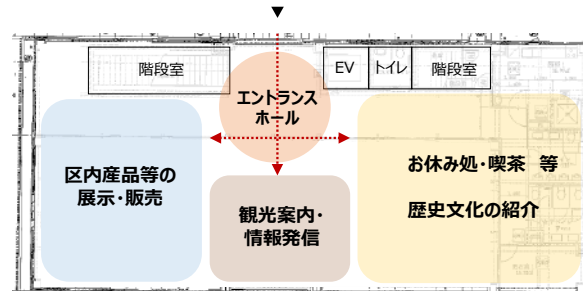 ▼
階段室
EV
トイレ
階段室
エントランス
ホール
区内産品等の
展示・販売
お休み処・喫茶 等
歴史文化の紹介
観光案内・
情報発信